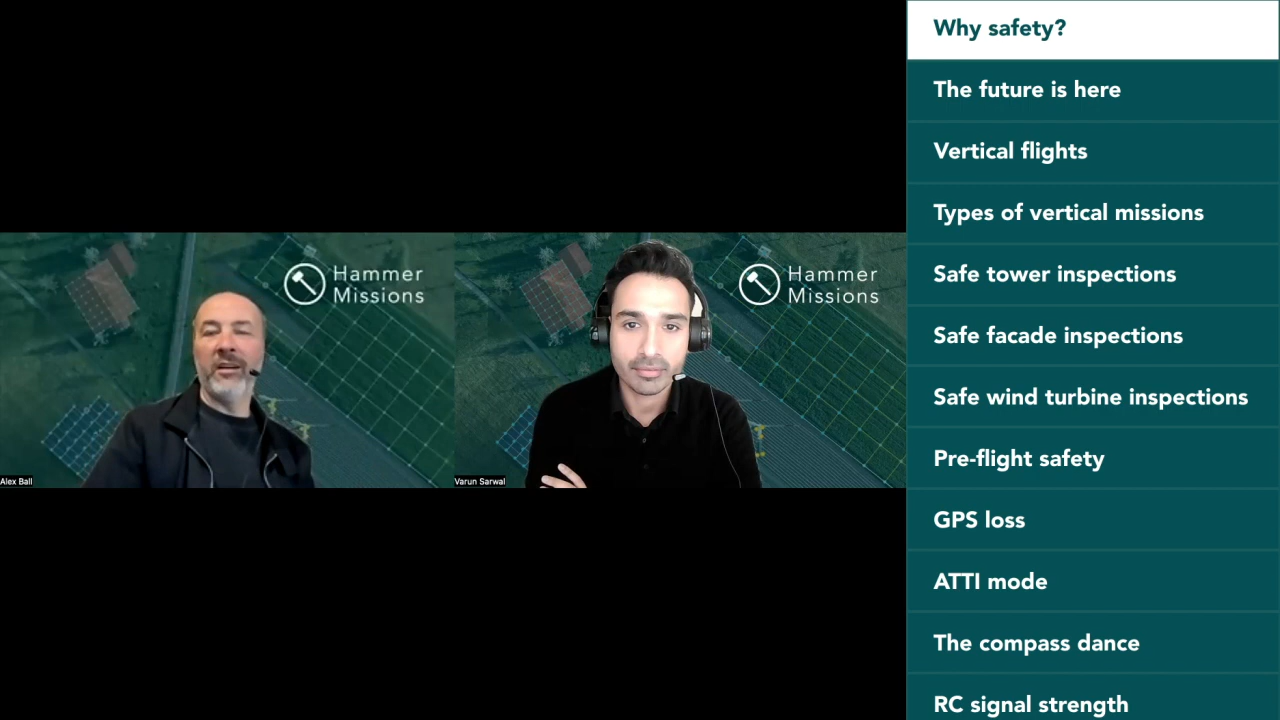 Hammer
Missions
Alex Ball
Hammer
Missions
Varun Sarwal
Why safety?
The future is here
Vertical flights
Types of vertical missions
Safe tower inspections
Safe facade inspections
Safe wind turbine inspections
Pre-flight safety
GPS loss
ATTI mode
The compass dance
RC signal strength